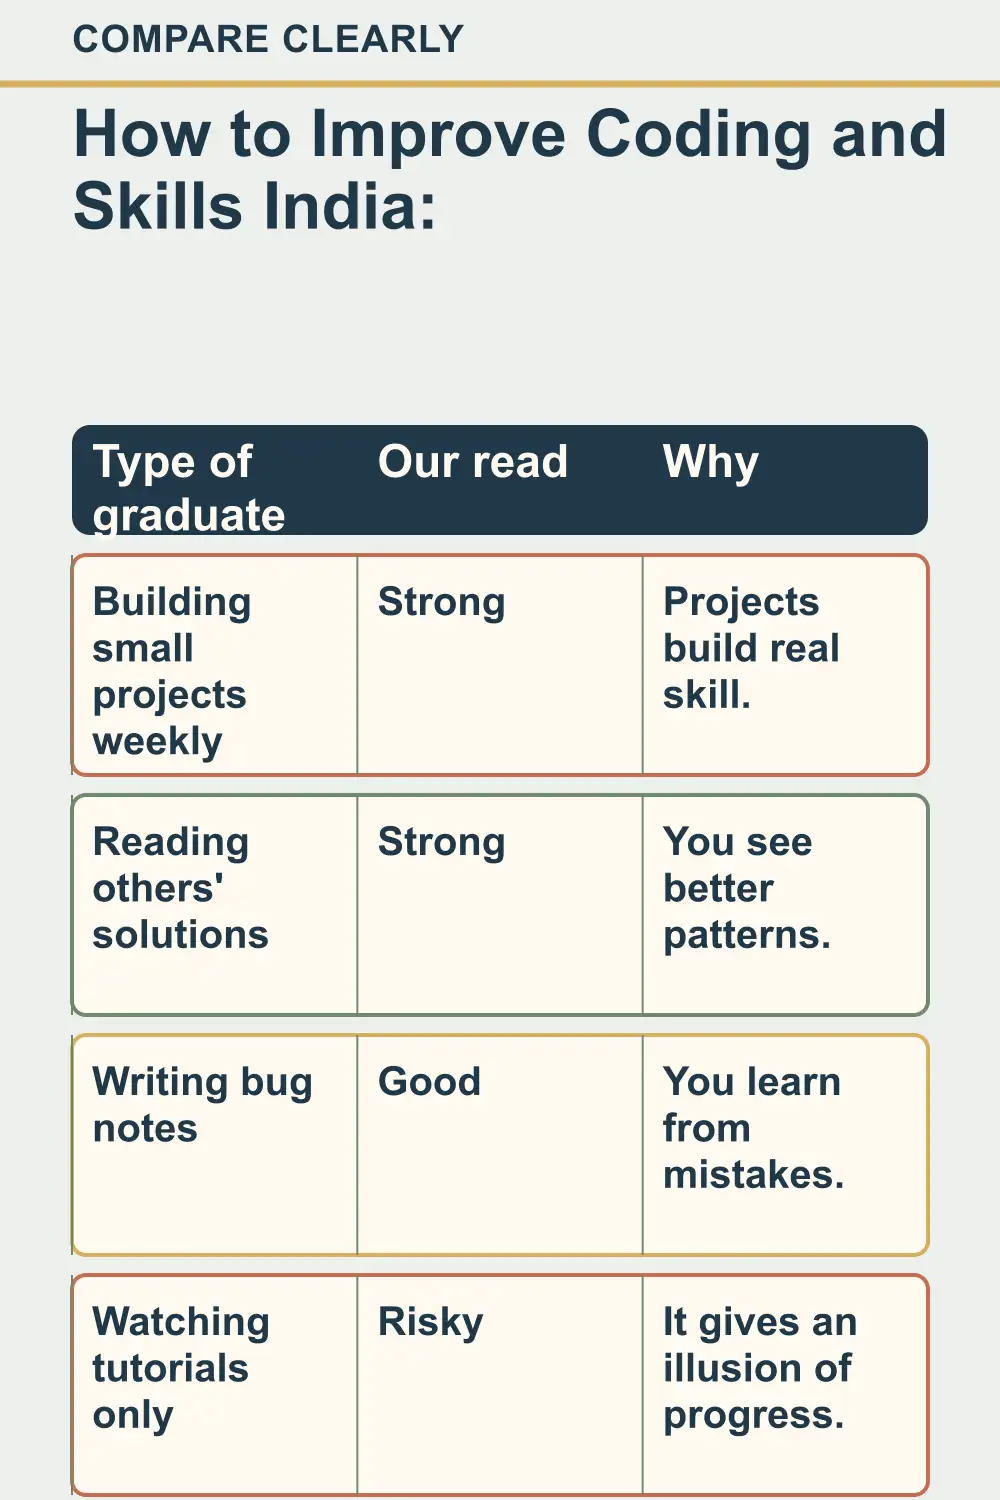 COMPARE CLEARLY
How to Improve Coding and
Skills India:
Type of
graduate
Our read
Why
Building
small
projects
weekly
Strong
Projects
build real
skill.
Reading
others'
solutions
Strong
You see
better
patterns.
Writing bug
notes
Good
You learn
from
mistakes.
Watching
tutorials
only
Risky
It gives an
illusion of
progress.